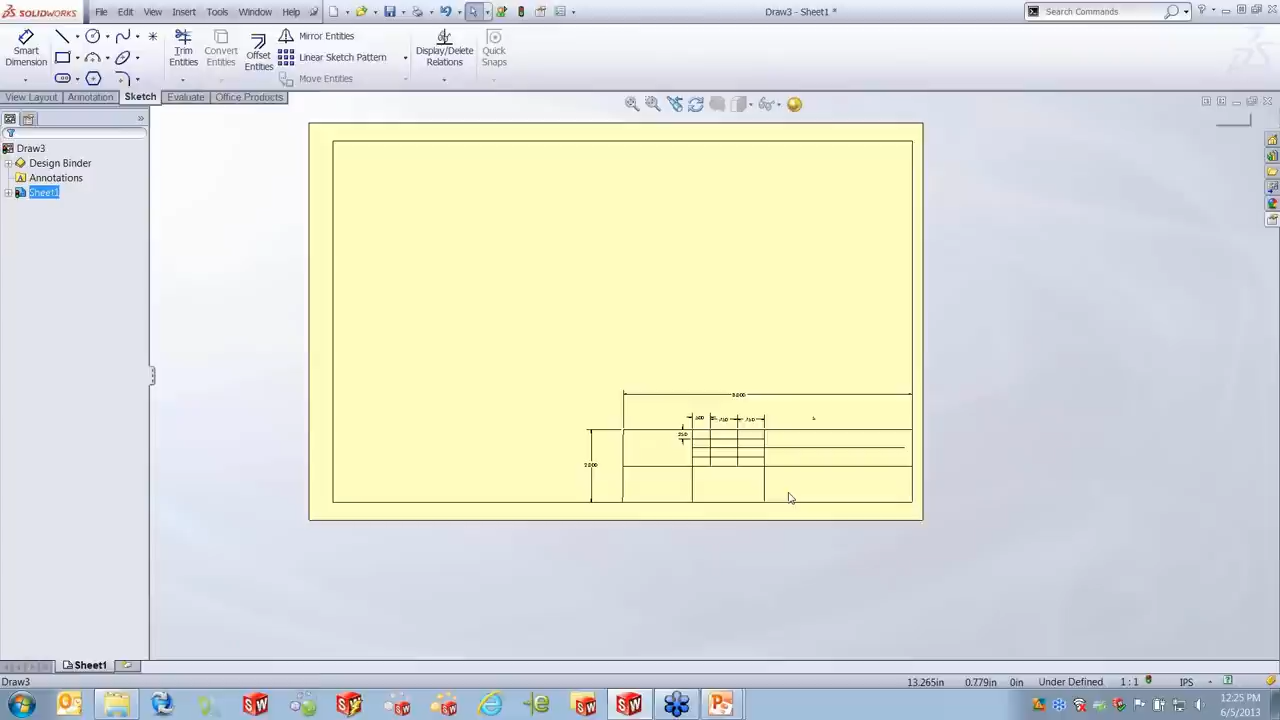 SOLIDWORKS File Edit View Insert Tools Window Help Draw3 - Sheet1 * Search Commands
Smart Dimension
Trim Entities
Convert Entities
Offset Entities
Mirror Entities
Linear Sketch Pattern
Move Entities
Display/Delete Relations
Quick Snaps
View Layout Annotation Sketch Evaluate Office Products
Draw3
Design Binder
Annotations
Sheet1
Sheet1
Draw3 13.265in 0.779in 0in Under Defined 1 : 1 IPS
12:25 PM
6/5/2013